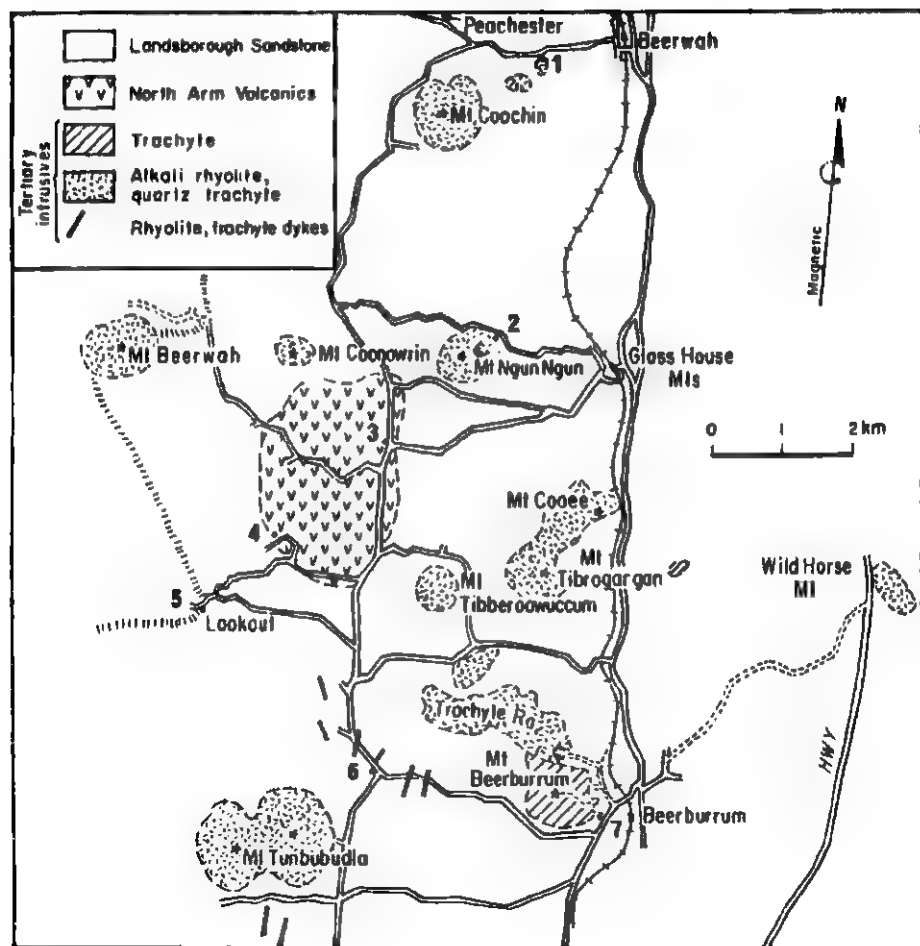 Peachester
Beerwah
Landsborough Sandstone
North Arm Volcanics
Trachyte
Alkali rhyolite,
quartz trachyte
Rhyolite, trachyte dykes
Tertiary
intrusives
1
Mt Coochin
N
Magnetic
2
Mt Beerwah
Mt Coonowrin
Mt Ngun Ngun
Glass House
Mts
3
0 1 2 km
Mt Cooee
4
Mt
Tibrogargan
Wild Horse
Mt
Mt
Tibberoowuccum
5
Lookout
Trachyte Ra
Mt
Beerburrum
6
HWY
Beerburrum
7
Mt Tunbubudla